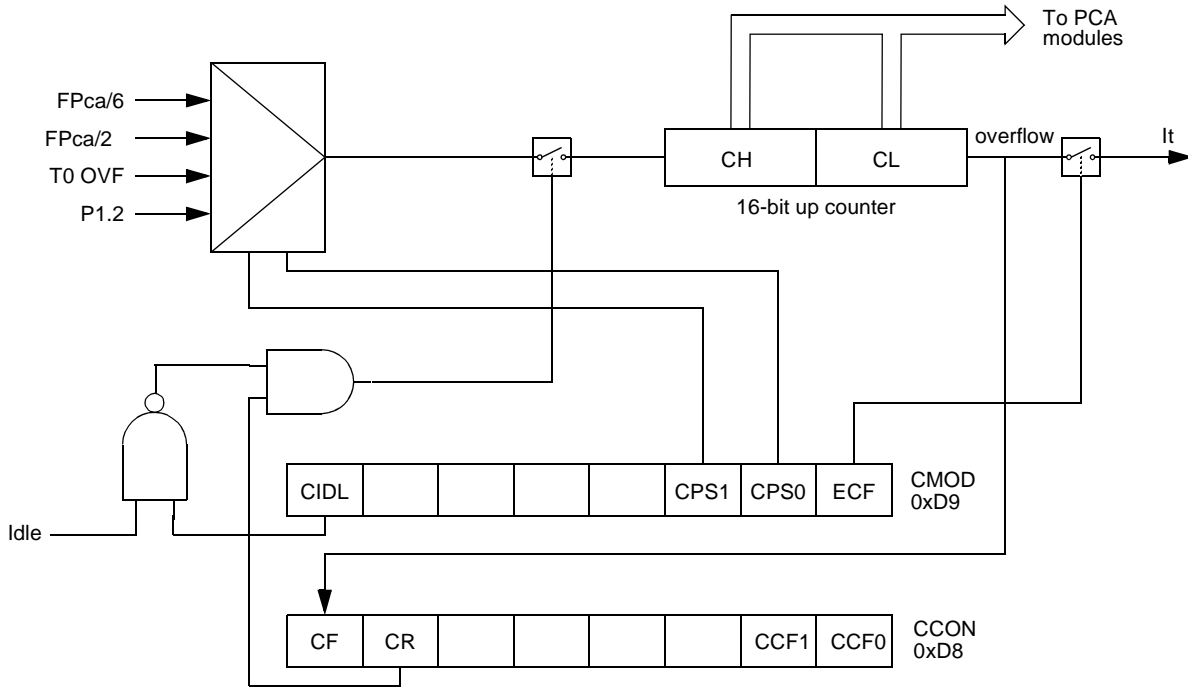 To PCA
modules
FPca/6
FPca/2
T0 OVF
P1.2
CH
CL
overflow
It
16-bit up counter
CIDL
CPS1
CPS0
ECF
CMOD
0xD9
Idle
CF
CR
CCF1
CCF0
CCON
0xD8